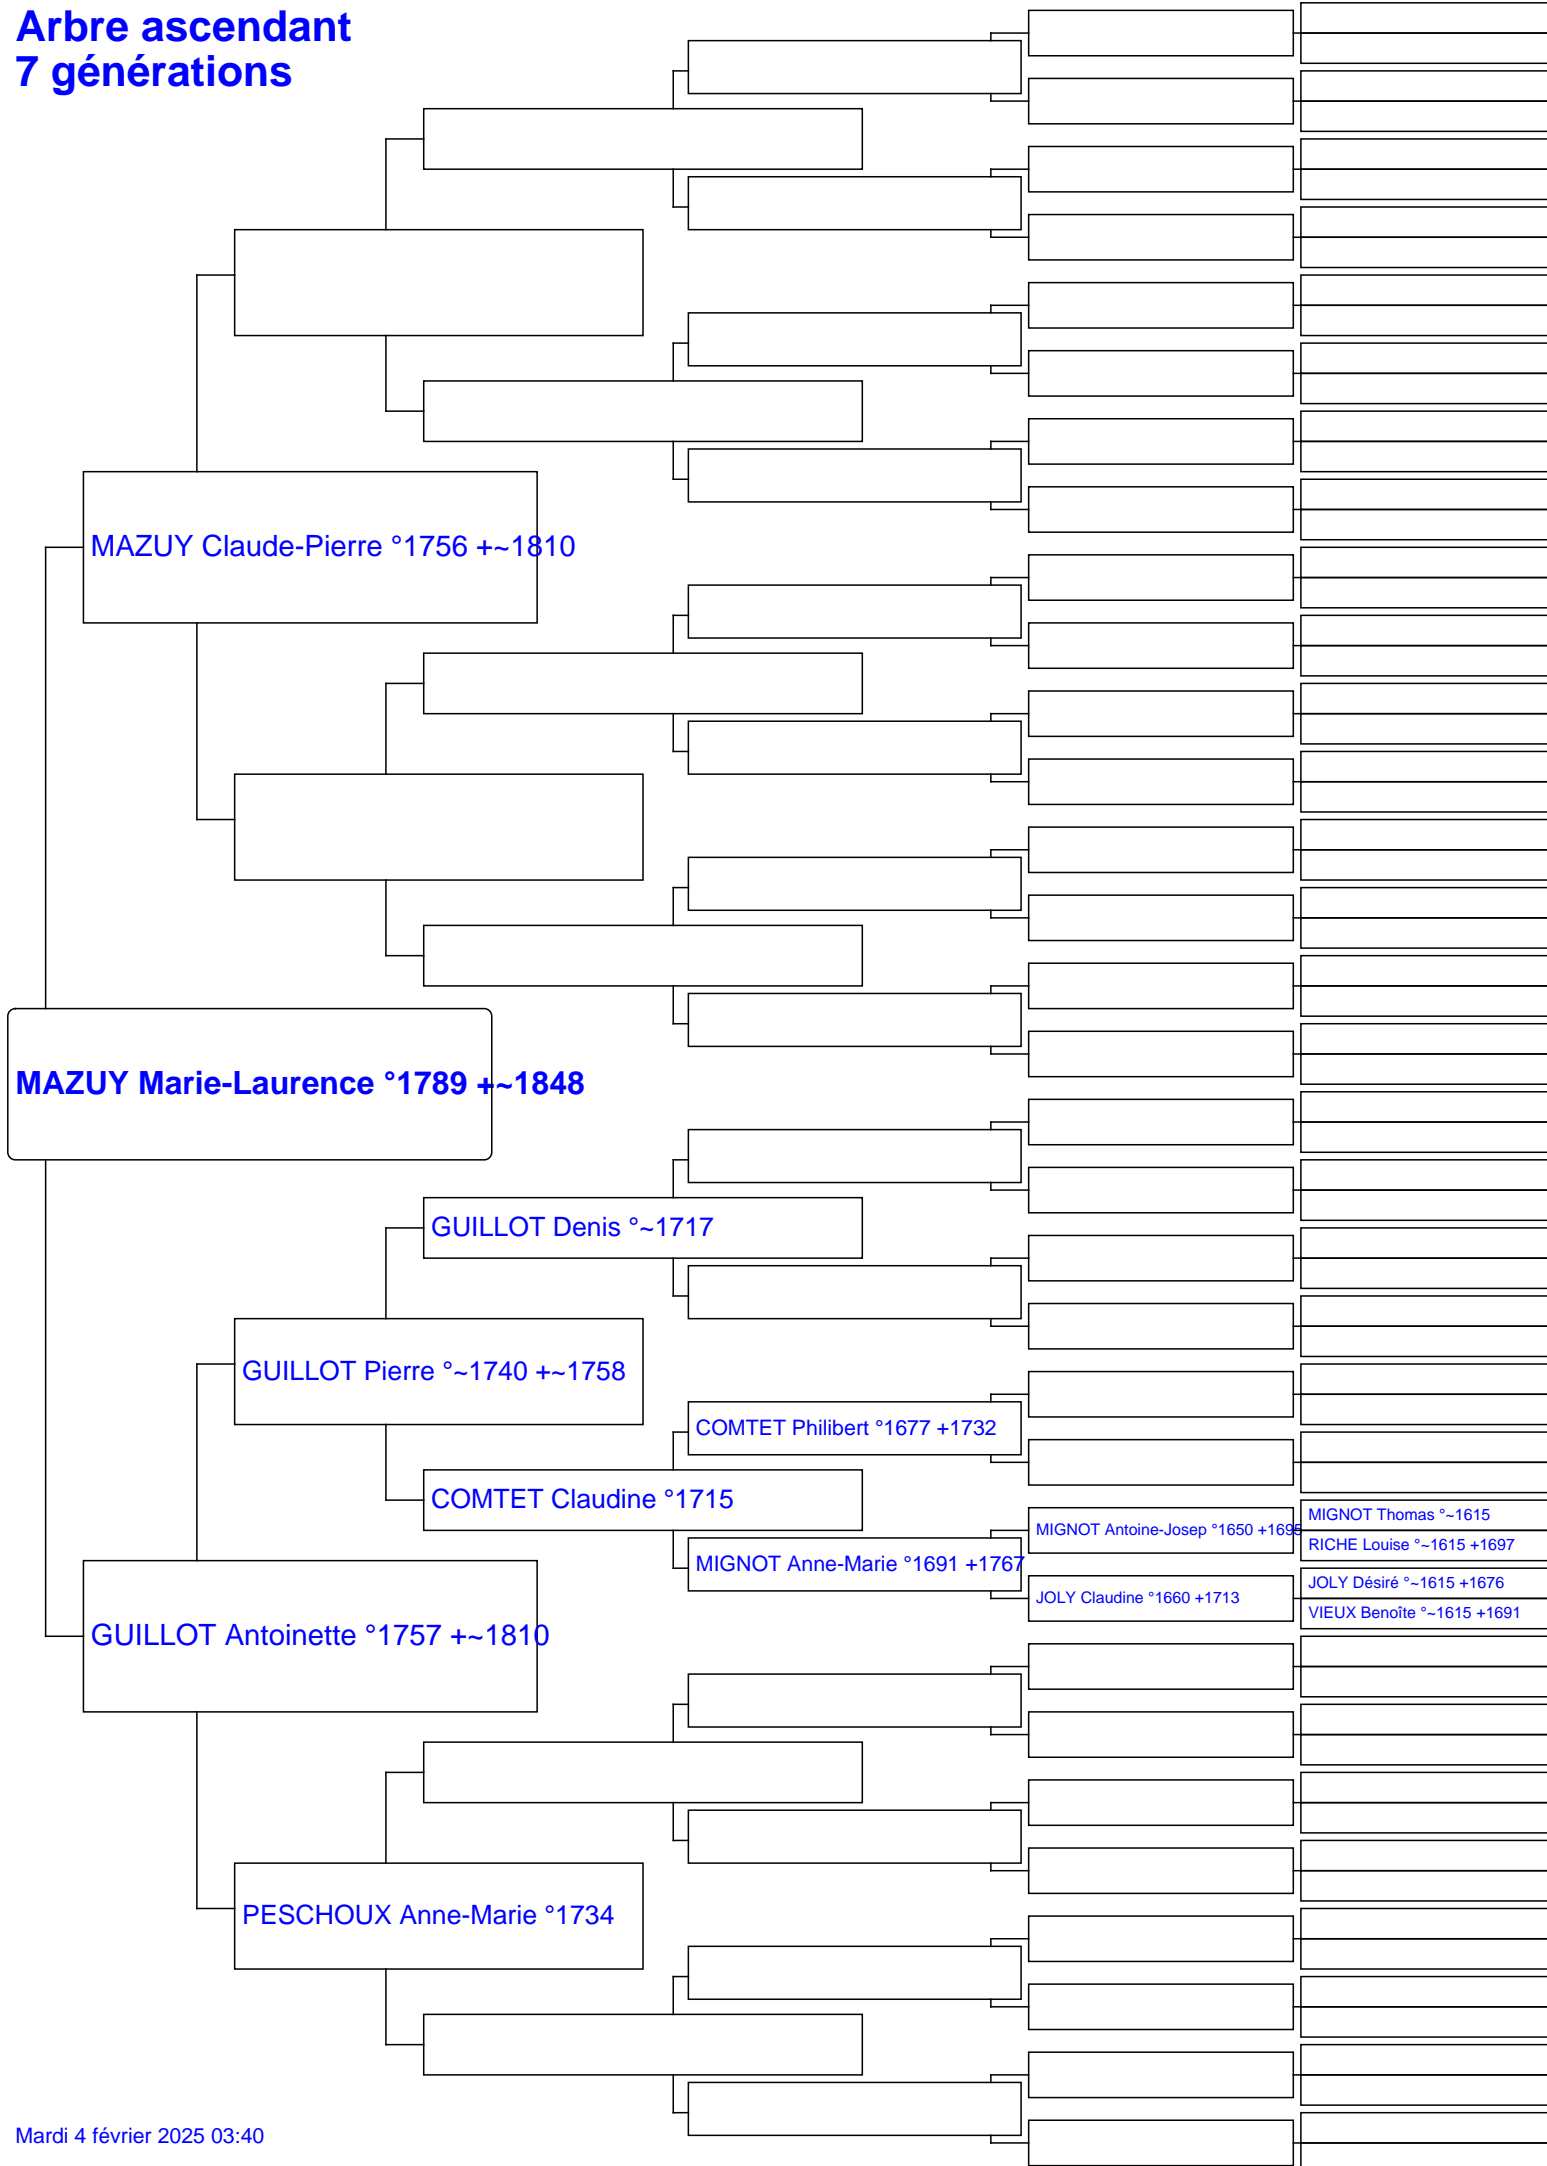 Arbre ascendant
7 générations
MAZUY Claude-Pierre °1756 +~1810
MAZUY Marie-Laurence °1789 +~1848
GUILLOT Denis °~1717
GUILLOT Pierre °~1740 +~1758
COMTET Philibert °1677 +1732
COMTET Claudine °1715
MIGNOT Thomas °~1615
MIGNOT Antoine-Josep °1650 +1695
RICHE Louise °~1615 +1697
MIGNOT Anne-Marie °1691 +1767
JOLY Désiré °~1615 +1676
JOLY Claudine °1660 +1713
VIEUX Benoîte °~1615 +1691
GUILLOT Antoinette °1757 +~1810
PESCHOUX Anne-Marie °1734
Mardi 4 février 2025 03:40